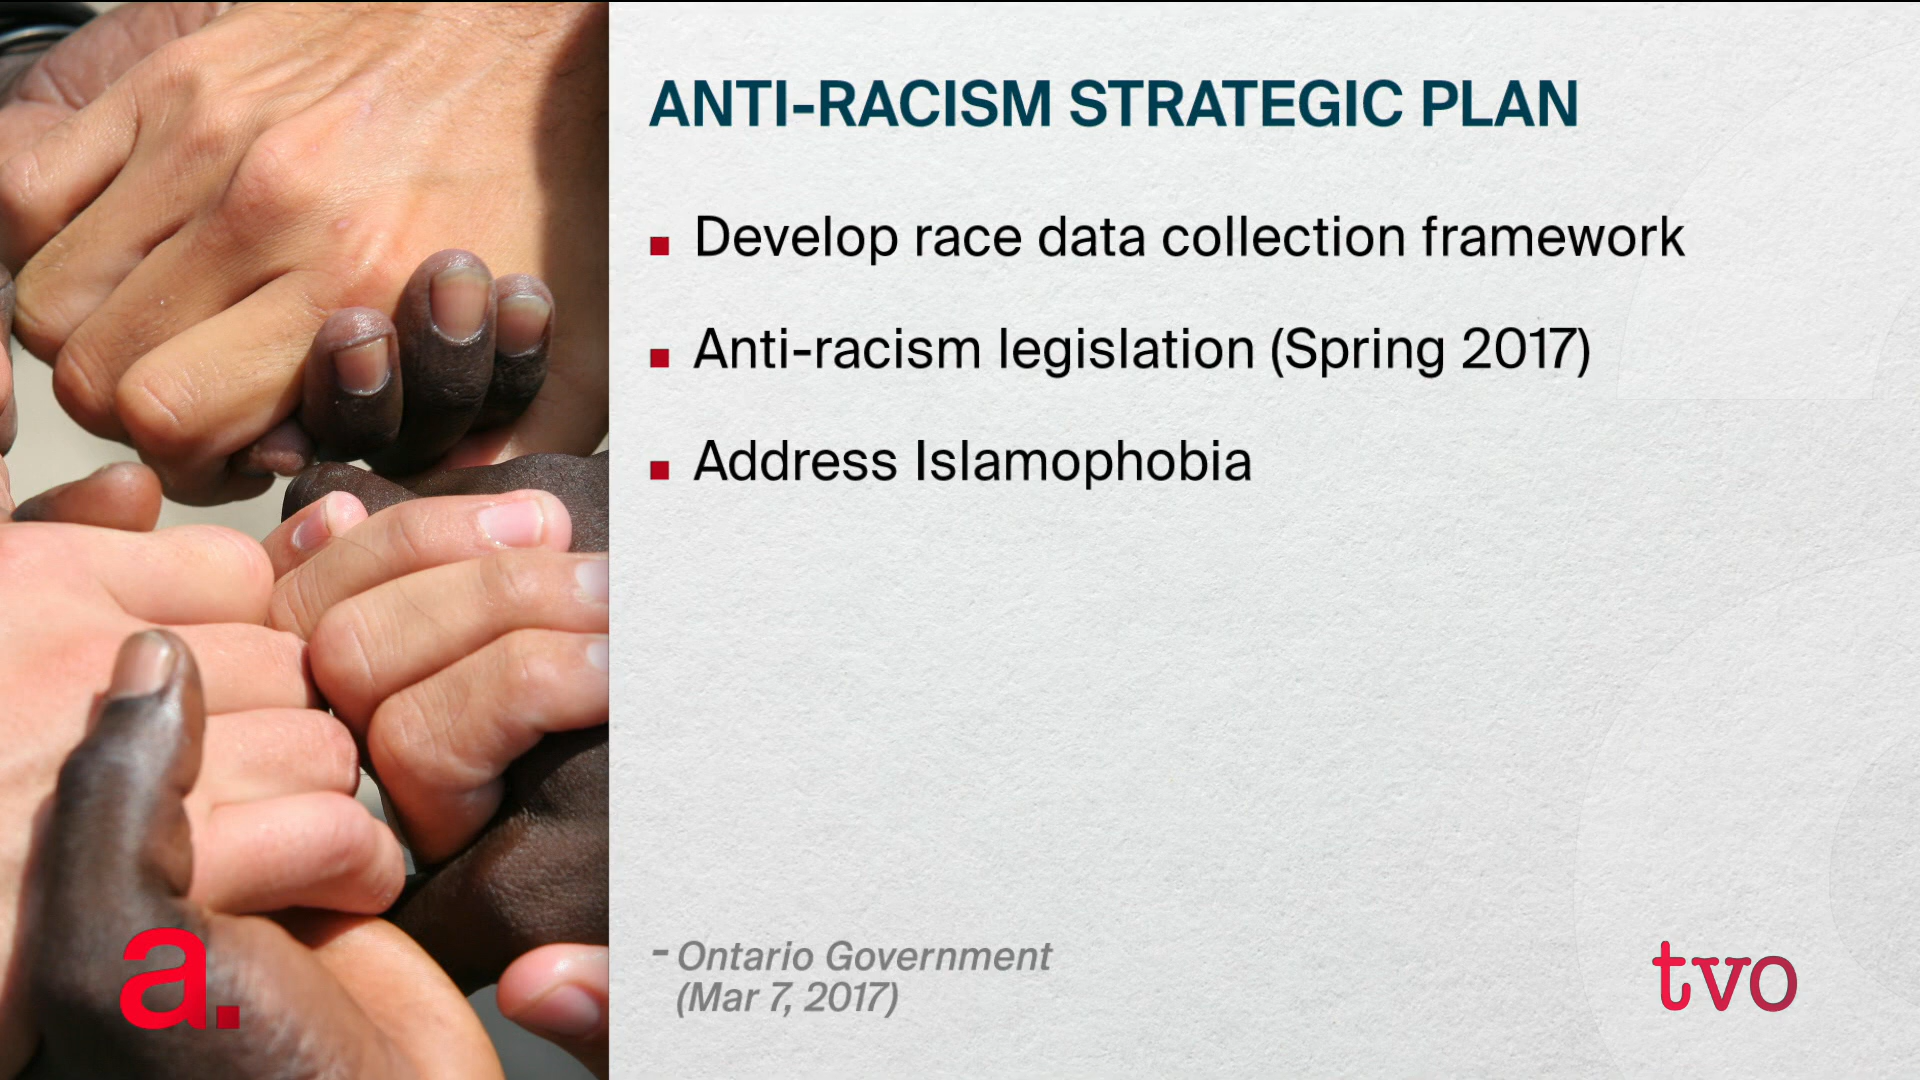 ANTI-RACISM STRATEGIC PLAN
Develop race data collection framework
Anti-racism legislation (Spring 2017)
Address Islamophobia
- Ontario Government
(Mar 7, 2017)
a.
tvo